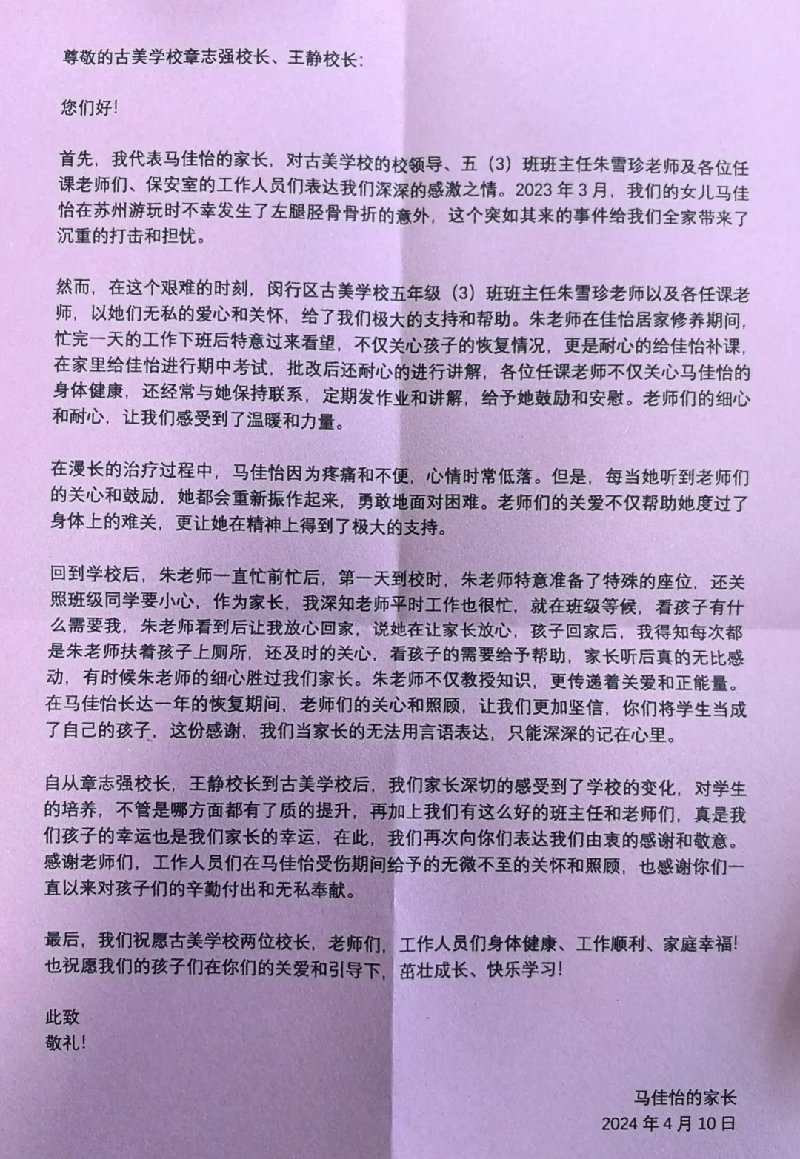 尊敬的古美学校章志强校长、王静校长：
您们好！
首先，我代表马佳怡的家长，对古美学校的校领导、五（3）班班主任朱雪珍老师及各位任
课老师们、保安室的工作人员们表达我们深深的感激之情。2023年3月，我们的女儿马佳
怡在苏州游玩时不幸发生了左腿胫骨骨折的意外，这个突如其来的事件给我们全家带来了
沉重的打击和担忧。
然而，在这个艰难的时刻，闵行区古美学校五年级（3）班班主任朱雪珍老师以及各任课老
师，以她们无私的爱心和关怀，给了我们极大的支持和帮助。朱老师在佳怡居家修养期间，
忙完一天的工作下班后特意过来看望，不仅关心孩子的恢复情况，更是耐心的给佳怡补课，
在家里给佳怡进行期中考试，批改后还耐心的进行讲解，各位任课老师不仅关心马佳怡的
身体健康，还经常与她保持联系，定期发作业和讲解，给予她鼓励和安慰。老师们的细心
和耐心，让我们感受到了温暖和力量。
在漫长的治疗过程中，马佳怡因为疼痛和不便，心情时常低落。但是，每当她听到老师们
的关心和鼓励，她都会重新振作起来，勇敢地面对困难。老师们的关爱不仅帮助她度过了
身体上的难关，更让她在精神上得到了极大的支持。
回到学校后，朱老师一直忙前忙后，第一天到校时，朱老师特意准备了特殊的座位，还关
照班级同学要小心，作为家长，我深知老师平时工作也很忙，就在班级等候，看孩子有什
么需要我，朱老师看到后让我放心回家，说她在让家长放心，孩子回家后，我得知每次都
是朱老师扶着孩子上厕所，还及时的关心，看孩子的需要给予帮助，家长听后真的无比感
动，有时候朱老师的细心胜过我们家长。朱老师不仅教授知识，更传递着关爱和正能量。
在马佳怡长达一年的恢复期间，老师们的关心和照顾，让我们更加坚信，你们将学生当成
了自己的孩子，这份感谢，我们当家长的无法用言语表达，只能深深的记在心里。
自从章志强校长，王静校长到古美学校后，我们家长深切的感受到了学校的变化，对学生
的培养，不管是哪方面都有了质的提升，再加上我们有这么好的班主任和老师们，真是我
们孩子的幸运也是我们家长的幸运，在此，我们再次向你们表达我们由衷的感谢和敬意。
感谢老师们，工作人员们在马佳怡受伤期间给予的无微不至的关怀和照顾，也感谢你们一
直以来对孩子们的辛勤付出和无私奉献。
最后，我们祝愿古美学校两位校长，老师们，工作人员们身体健康、工作顺利、家庭幸福！
也祝愿我们的孩子们在你们的关爱和引导下，茁壮成长、快乐学习！
此致
敬礼！
马佳怡的家长
2024年4月10日